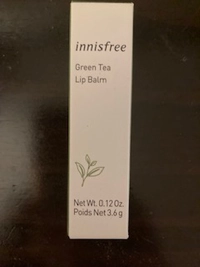 innisfree
Green Tea
Lip Balm
Net Wt. 0.12 Oz.
Poids Net 3.6 g